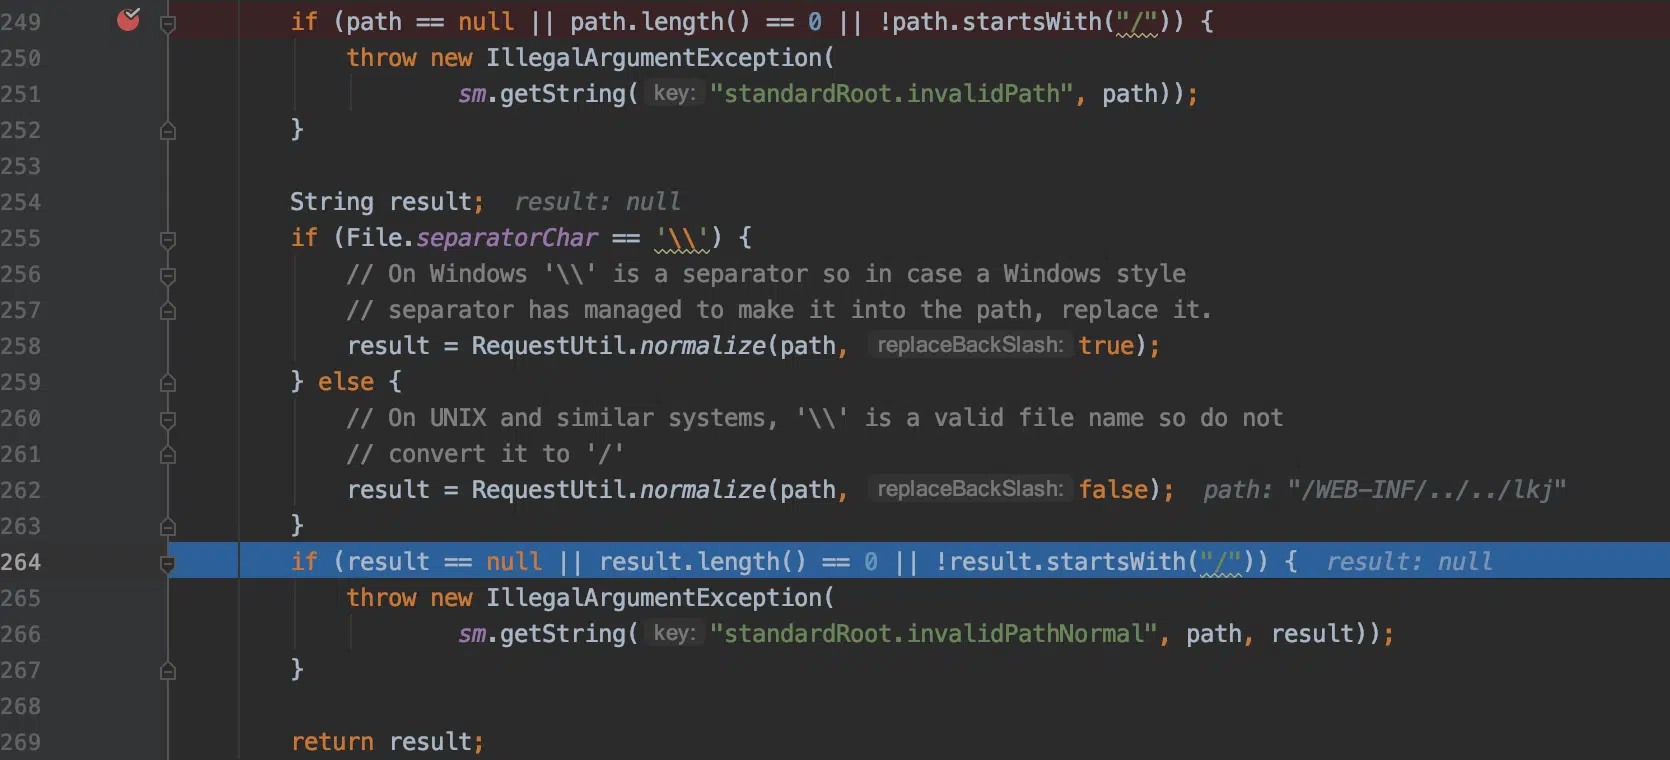 249 if (path == null || path.length() == 0 || !path.startsWith("/")) {
250 throw new IllegalArgumentException(
251 sm.getString( key: "standardRoot.invalidPath", path));
252 }
253
254 String result; result: null
255 if (File.separatorChar == '\\') {
256 // On Windows '\\' is a separator so in case a Windows style
257 // separator has managed to make it into the path, replace it.
258 result = RequestUtil.normalize(path, replaceBackSlash: true);
259 } else {
260 // On UNIX and similar systems, '\\' is a valid file name so do not
261 // convert it to '/'
262 result = RequestUtil.normalize(path, replaceBackSlash: false); path: "/WEB-INF/../../lkj"
263 }
264 if (result == null || result.length() == 0 || !result.startsWith("/")) { result: null
265 throw new IllegalArgumentException(
266 sm.getString( key: "standardRoot.invalidPathNormal", path, result));
267 }
268
269 return result;